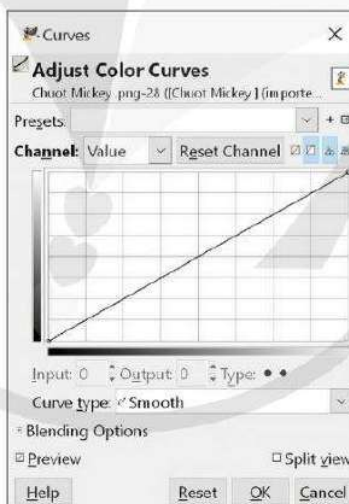 Curves
Adjust Color Curves
Chuot Mickey .png-28 ([Chuot Mickey ] (importe...
Presets:
Channel: Value Reset Channel
Input: 0 Output: 0 Type:
Curve type: Smooth
Blending Options
Preview Split view
Help Reset OK Cancel